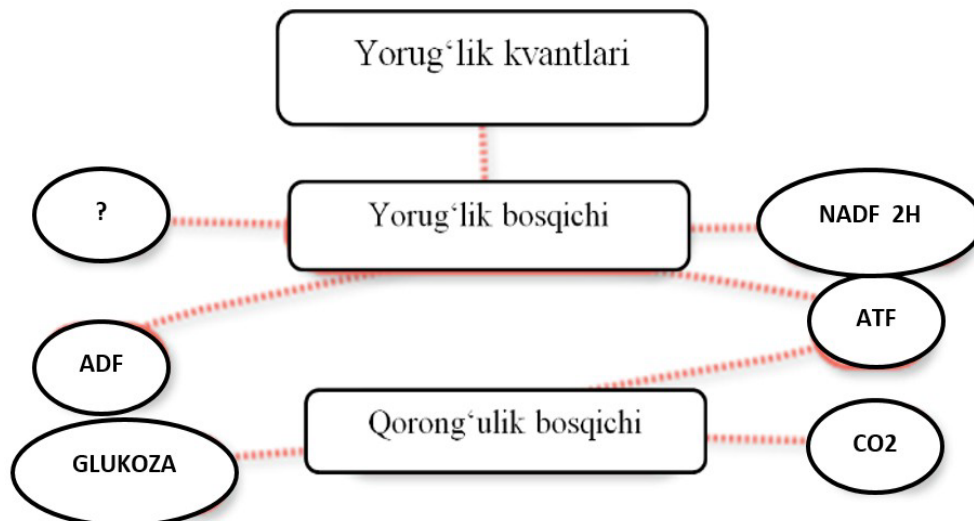 Yorug‘lik kvantlari
?
Yorug‘lik bosqichi
NADF 2H
ADF
ATF
Qorong‘ulik bosqichi
GLUKOZA
CO2